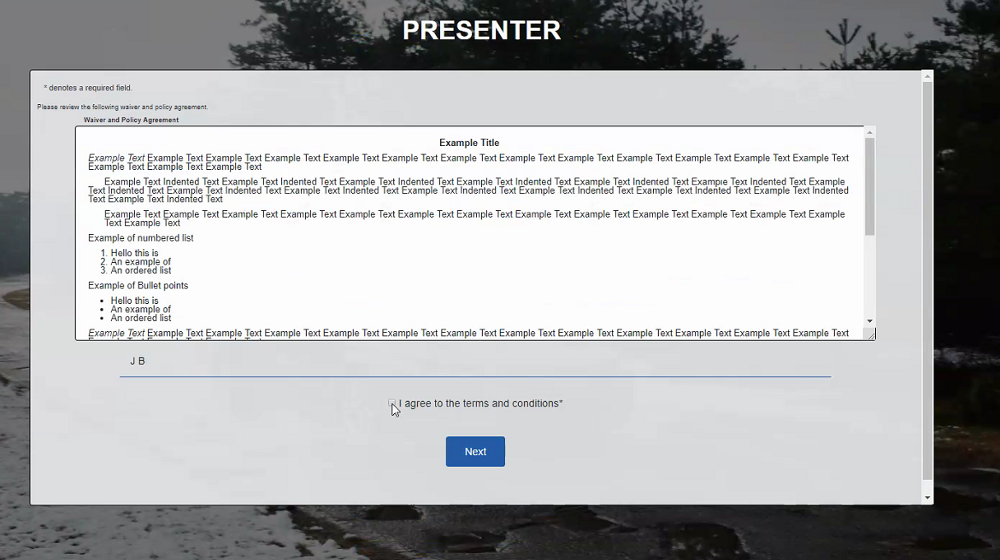 PRESENTER
* denotes a required field.
Please review the following waiver and policy agreement.
Waiver and Policy Agreement
Example Title
Example Text Example Text Example Text Example Text Example Text Example Text Example Text Example Text Example Text Example Text Example Text Example Text Example Text
Example Text Example Text Example Text
Example Text Indented Text Example Text Indented Text Example Text Indented Text Example Text Indented Text Example Text Indented Text Example Text Indented Text Example
Text Indented Text Example Text Indented Text Example Text Indented Text Example Text Indented Text Example Text Indented Text Example Text Indented Text Example Text Indented
Text Example Text Indented Text
Example Text Example Text Example Text Example Text Example Text Example Text Example Text Example Text Example Text Example Text Example Text Example Text Example
Text Example Text
Example of numbered list
1. Hello this is
2. An example of
3. An ordered list
Example of Bullet points
• Hello this is
• An example of
• An ordered list
Example Text Example Text Example Text Example Text Example Text Example Text Example Text Example Text Example Text Example Text Example Text Example Text Example Text
J B
I agree to the terms and conditions*
Next